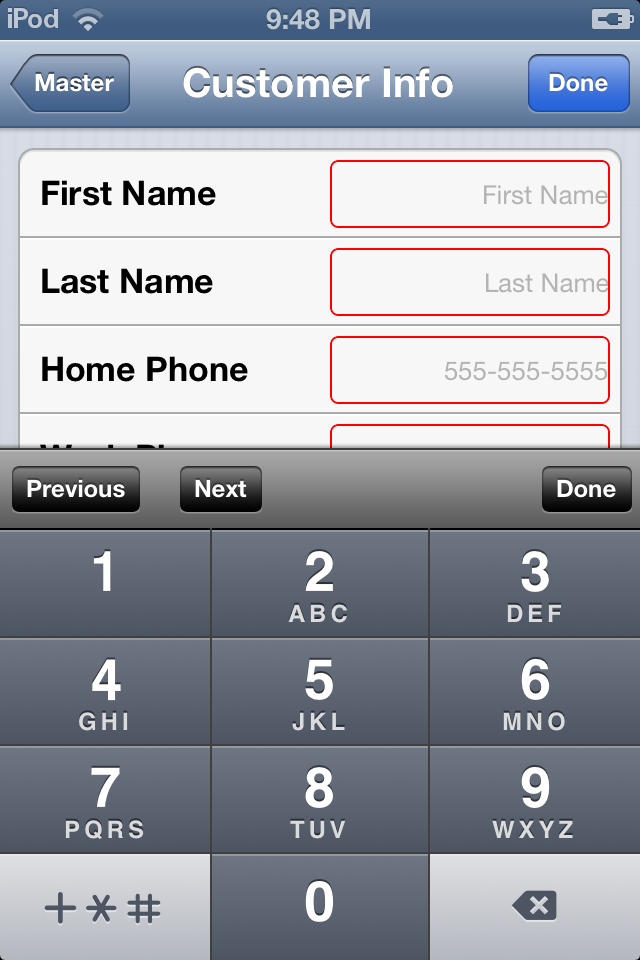 iPod 9:48 PM
Master Customer Info Done
First Name First Name
Last Name Last Name
Home Phone 555-555-5555
Previous Next Done
1 2 3
ABC DEF
4 5 6
GHI JKL MNO
7 8 9
PQRS TUV WXYZ
+*# 0